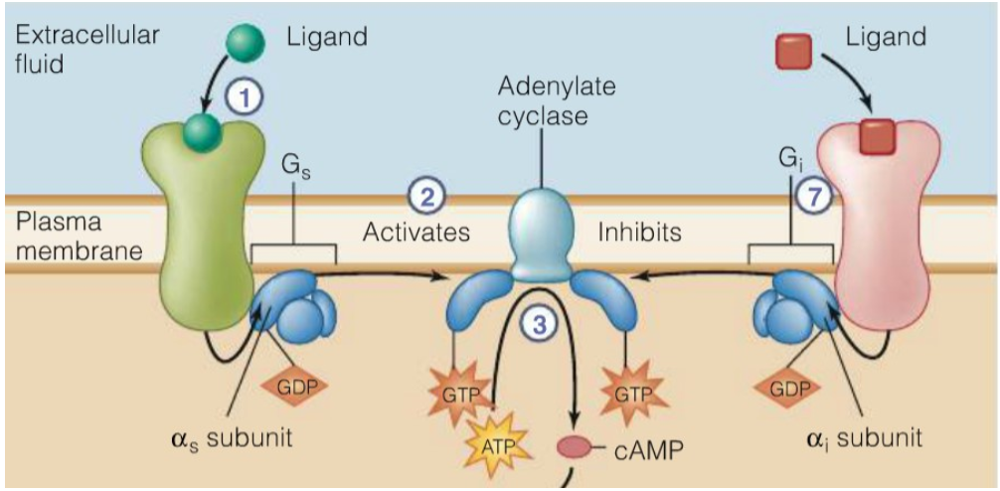 Extracellular
fluid
Ligand
1
Ligand
Adenylate
cyclase
Gs
Gi
2
7
Plasma
membrane
Activates
Inhibits
3
GDP
GTP
GTP
GDP
αs subunit
ATP
cAMP
αi subunit